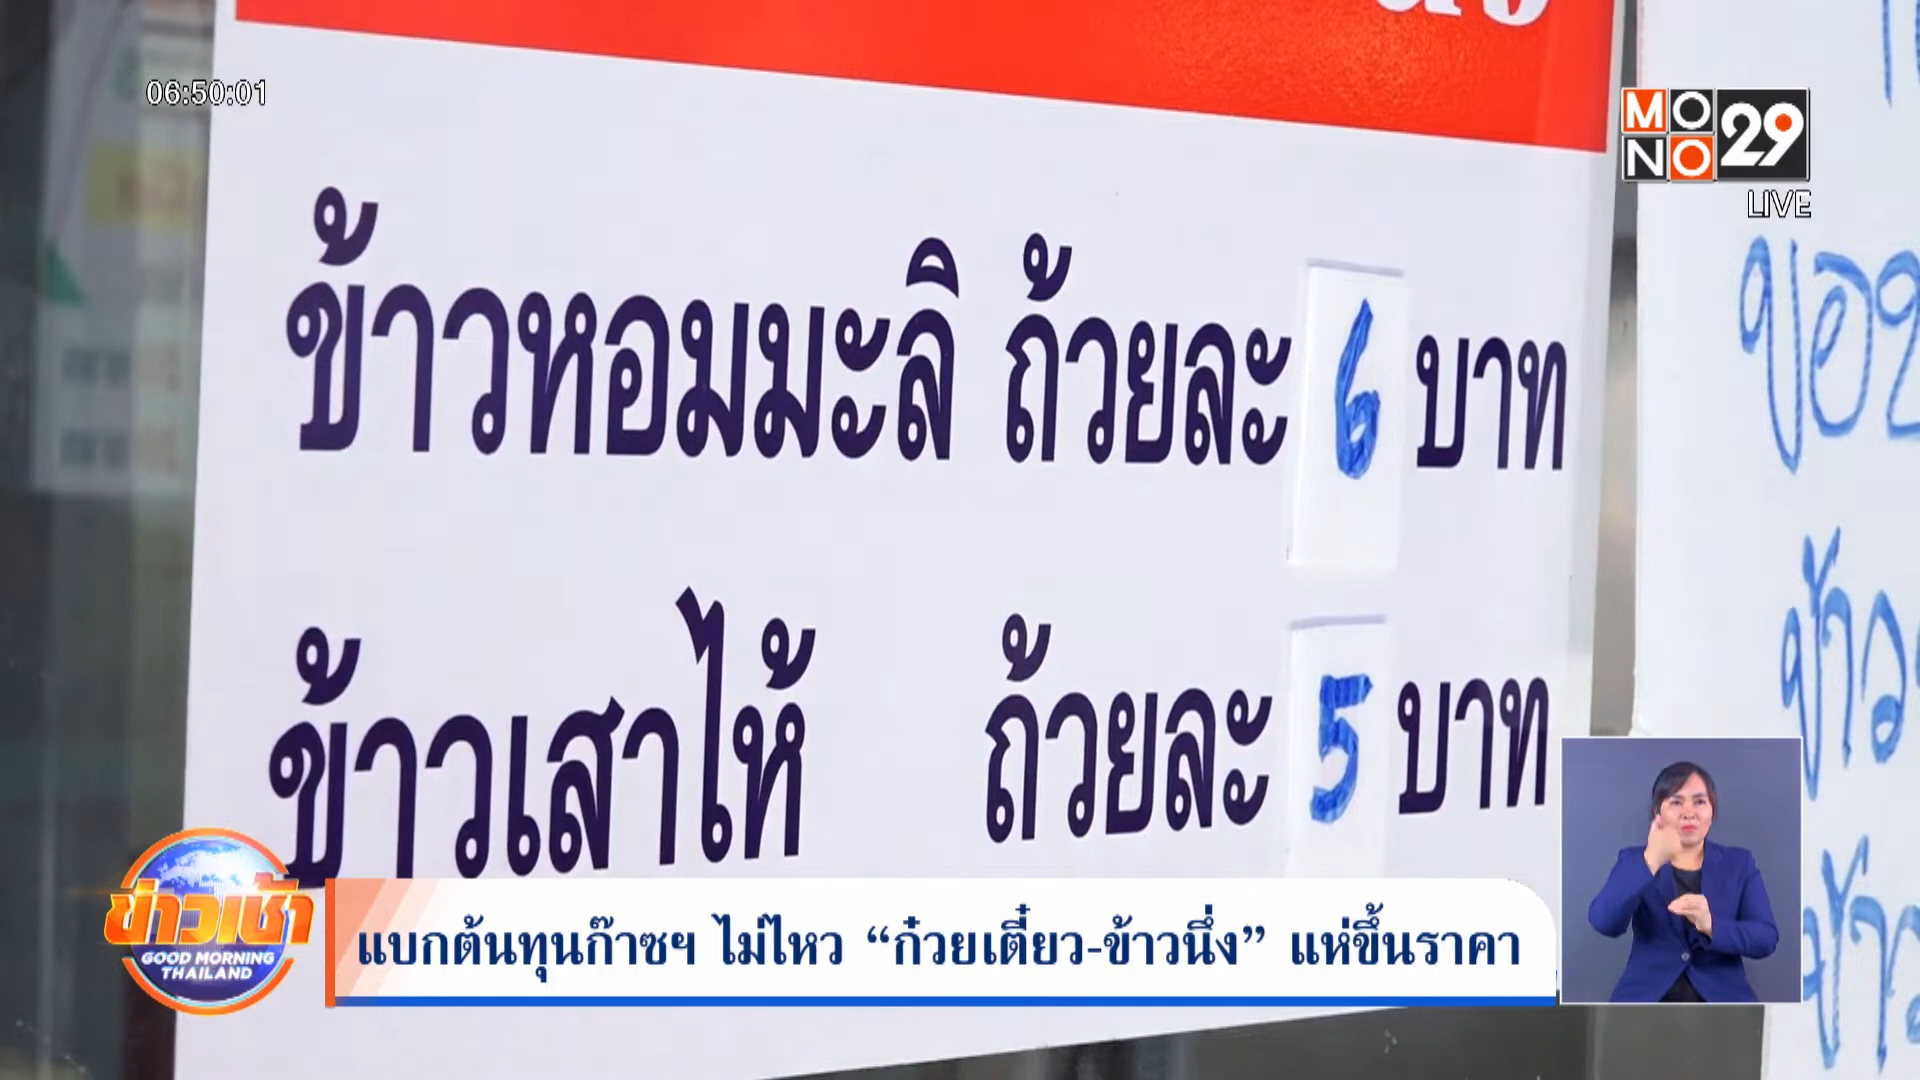 06:50:01
MONO 29
LIVE
ข้าวหอมมะลิ ถ้วยละ 6 บาท
ข้าวเสาไห้ ถ้วยละ 5 บาท
ข่าวเช้า
GOOD MORNING
THAILAND
แบกต้นทุนก๊าซฯ ไม่ไหว “ก๋วยเตี๋ยว-ข้าวนึ่ง” แห่ขึ้นราคา